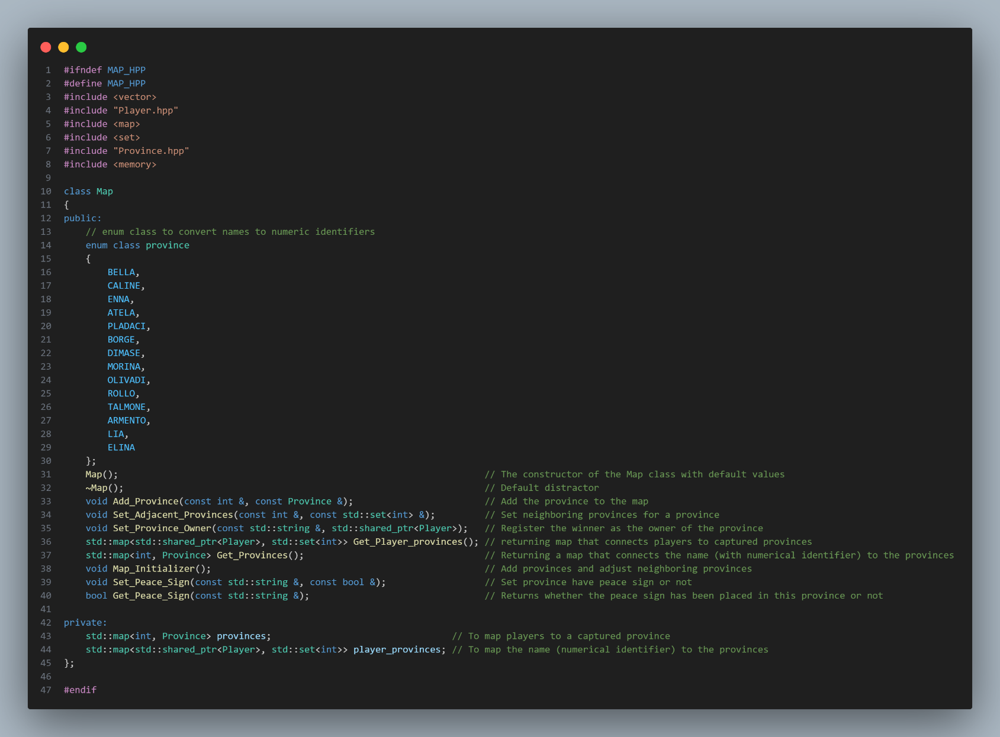 1 #ifndef MAP_HPP
2 #define MAP_HPP
3 #include <vector>
4 #include "Player.hpp"
5 #include <map>
6 #include <set>
7 #include "Province.hpp"
8 #include <memory>
9
10 class Map
11 {
12 public:
13     // enum class to convert names to numeric identifiers
14     enum class province
15     {
16         BELLA,
17         CALINE,
18         ENNA,
19         ATELA,
20         PLADACI,
21         BORGE,
22         DIMASE,
23         MORINA,
24         OLIVADI,
25         ROLLO,
26         TALMONE,
27         ARMENTO,
28         LIA,
29         ELINA
30     };
31     Map();                                                                   // The constructor of the Map class with default values
32     ~Map();                                                                  // Default distractor
33     void Add_Province(const int &, const Province &);                        // Add the province to the map
34     void Set_Adjacent_Provinces(const int &, const std::set<int> &);         // Set neighboring provinces for a province
35     void Set_Province_Owner(const std::string &, std::shared_ptr<Player>);   // Register the winner as the owner of the province
36     std::map<std::shared_ptr<Player>, std::set<int>> Get_Player_provinces(); // returning map that connects players to captured provinces
37     std::map<int, Province> Get_Provinces();                                 // Returning a map that connects the name (with numerical identifier) to the provinces
38     void Map_Initializer();                                                  // Add provinces and adjust neighboring provinces
39     void Set_Peace_Sign(const std::string &, const bool &);                  // Set province have peace sign or not
40     bool Get_Peace_Sign(const std::string &);                                // Returns whether the peace sign has been placed in this province or not
41
42 private:
43     std::map<int, Province> provinces;                                 // To map players to a captured province
44     std::map<std::shared_ptr<Player>, std::set<int>> player_provinces; // To map the name (numerical identifier) to the provinces
45 };
46
47 #endif